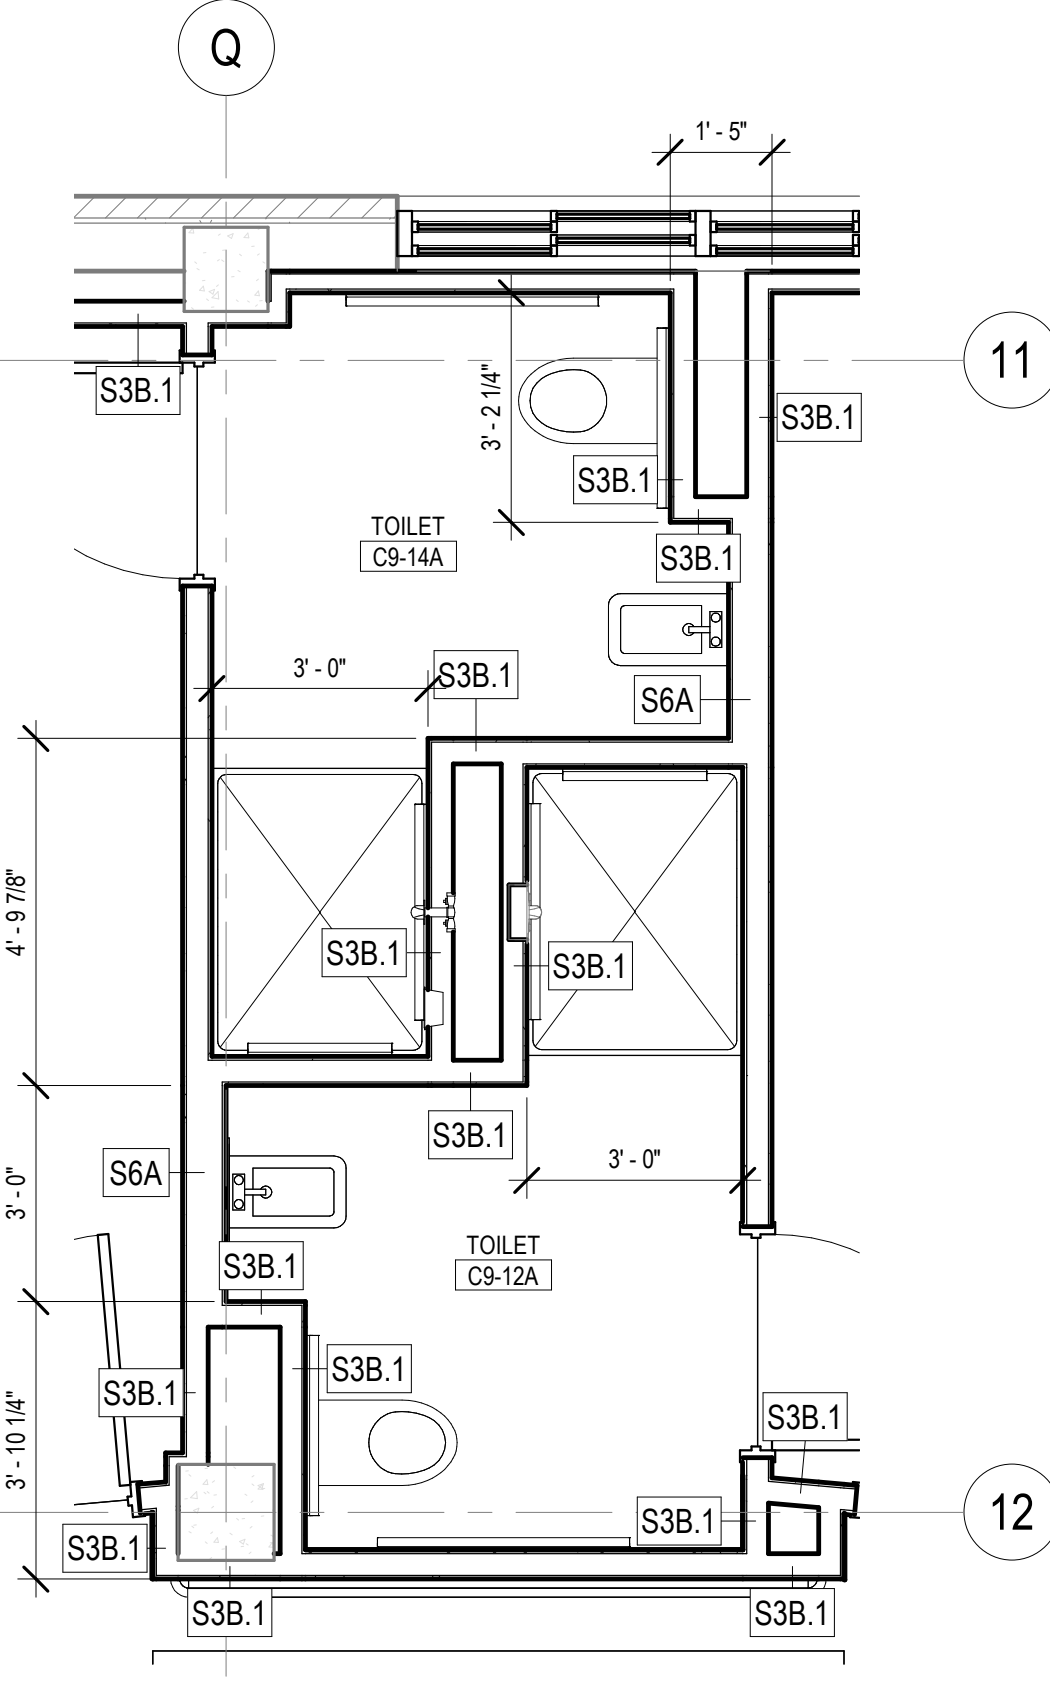 Q
1' - 5"
11
S3B.1
S3B.1
3' - 2 1/4"
S3B.1
TOILET
C9-14A
S3B.1
3' - 0"
S3B.1
S6A
4' - 9 7/8"
S3B.1
S3B.1
S3B.1
S6A
3' - 0"
3' - 0"
TOILET
C9-12A
S3B.1
S3B.1
S3B.1
3' - 10 1/4"
S3B.1
12
S3B.1
S3B.1
S3B.1
S3B.1